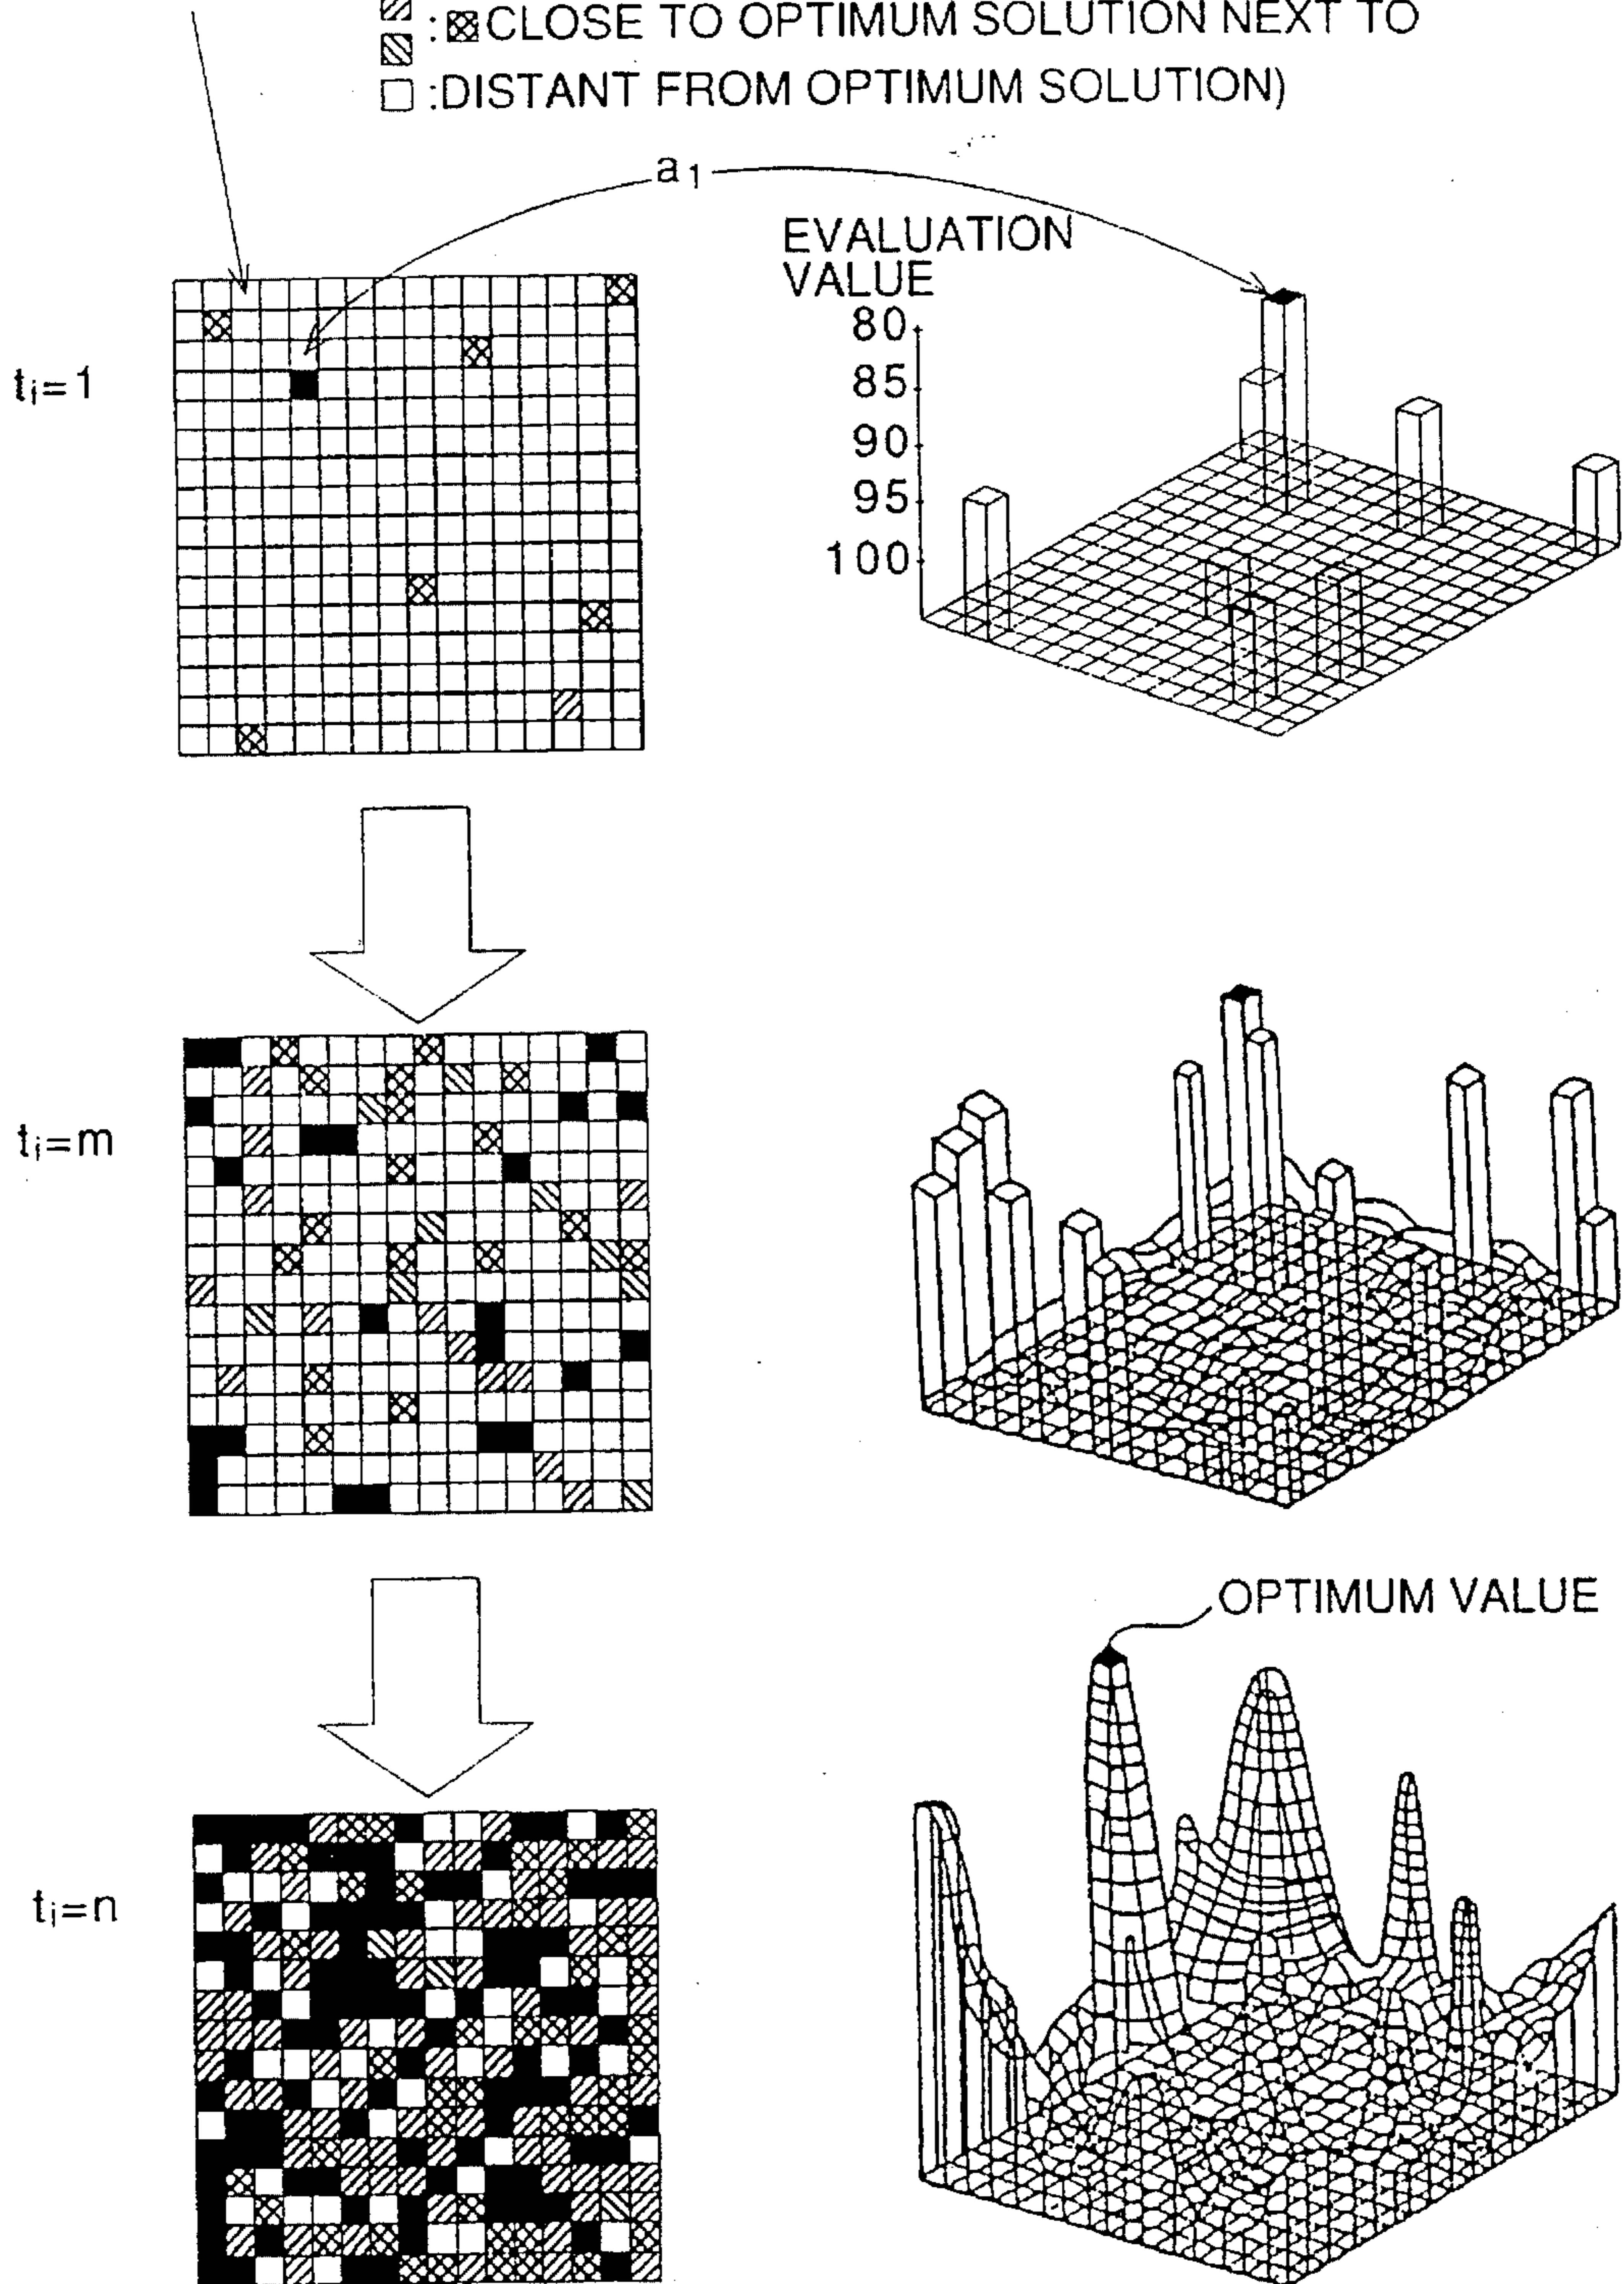 : CLOSE TO OPTIMUM SOLUTION NEXT TO
:DISTANT FROM OPTIMUM SOLUTION)
a1
EVALUATION
VALUE
80
85
90
95
100
ti=1
ti=m
OPTIMUM VALUE
ti=n